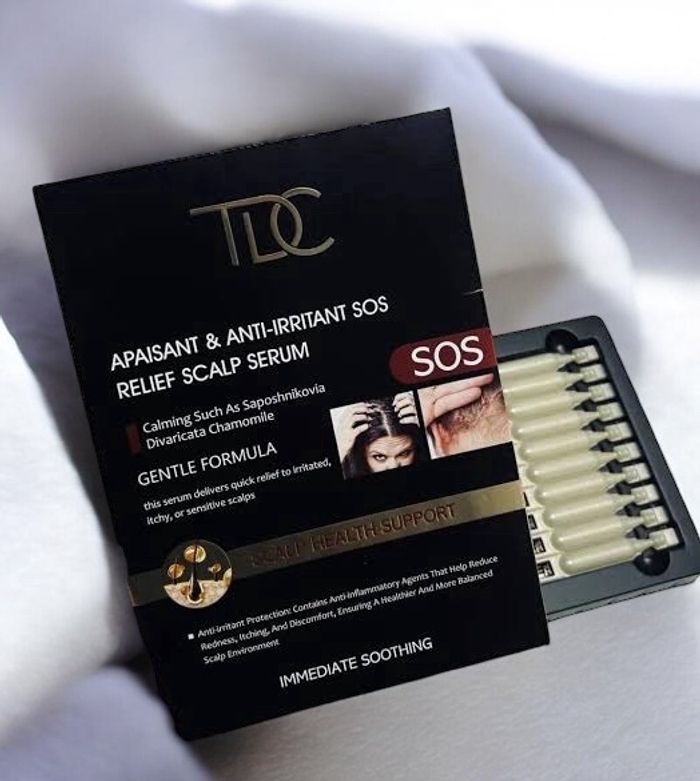 TDC
APAISANT & ANTI-IRRITANT SOS
RELIEF SCALP SERUM
SOS
Calming Such As Saposhnikovia
Divaricata Chamomile
GENTLE FORMULA
this serum delivers quick relief to irritated,
itchy, or sensitive scalps
SCALP HEALTH SUPPORT
Anti-irritant Protection: Contains Anti-inflammatory Agents That Help Reduce
Redness, Itching, And Discomfort, Ensuring A Healthier And More Balanced
Scalp Environment
IMMEDIATE SOOTHING